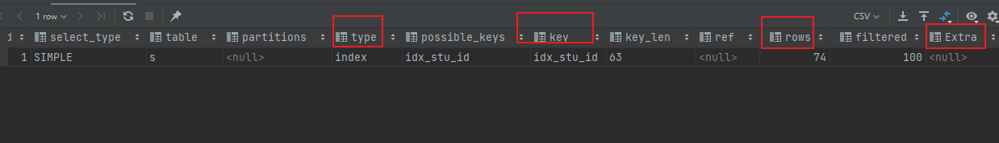 1 row CSV
d select_type table partitions type possible_keys key key_len ref rows filtered Extra
1 SIMPLE s <null> index idx_stu_id idx_stu_id 63 <null> 74 100 <null>